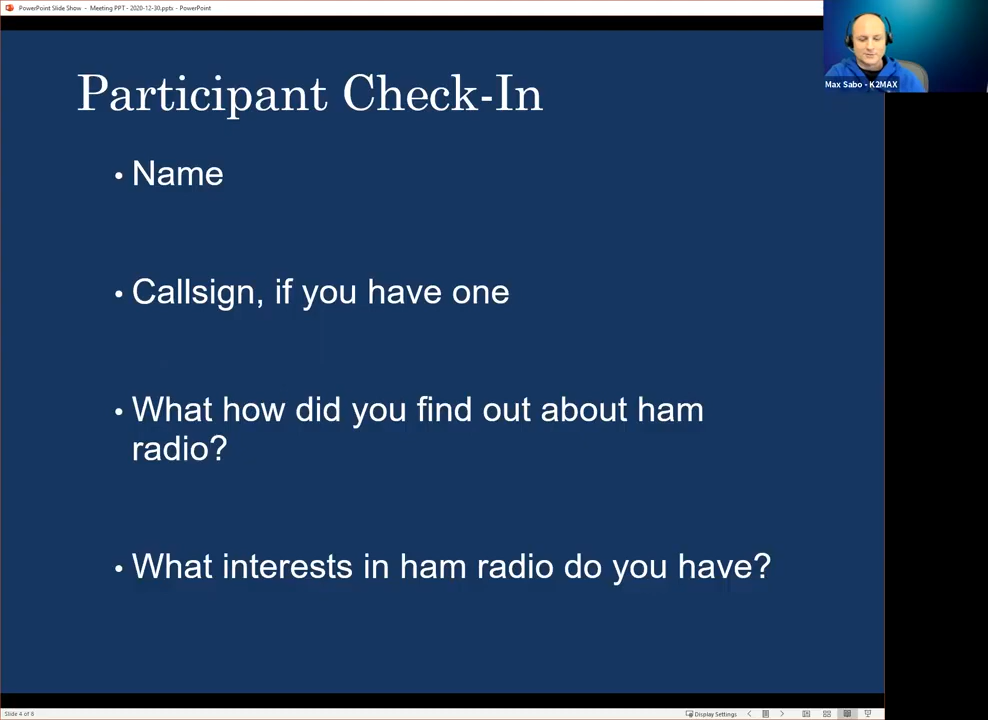 PowerPoint Slide Show - Meeting PPT - 2020-12-30.pptx - PowerPoint
Max Sabo - K2MAX
Participant Check-In
• Name
• Callsign, if you have one
• What how did you find out about ham
radio?
• What interests in ham radio do you have?
Slide 4 of 8
Display Settings